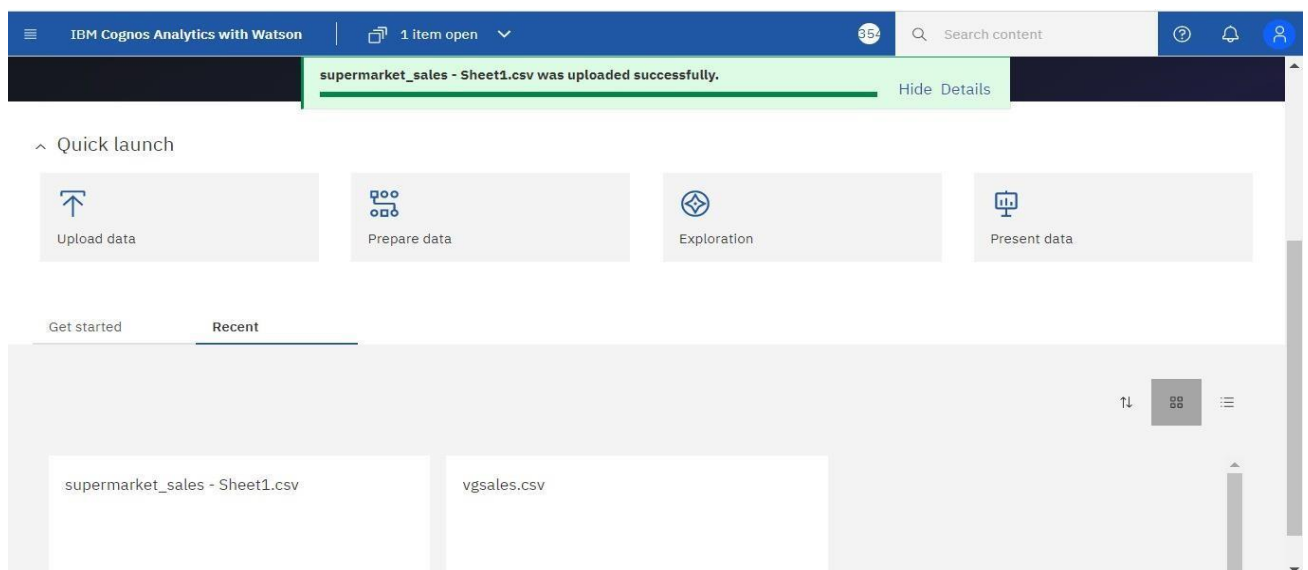 IBM Cognos Analytics with Watson
1 item open
354
Search content
supermarket_sales - Sheet1.csv was uploaded successfully.
Hide Details
Quick launch
Upload data
Prepare data
Exploration
Present data
Get started
Recent
supermarket_sales - Sheet1.csv
vgsales.csv